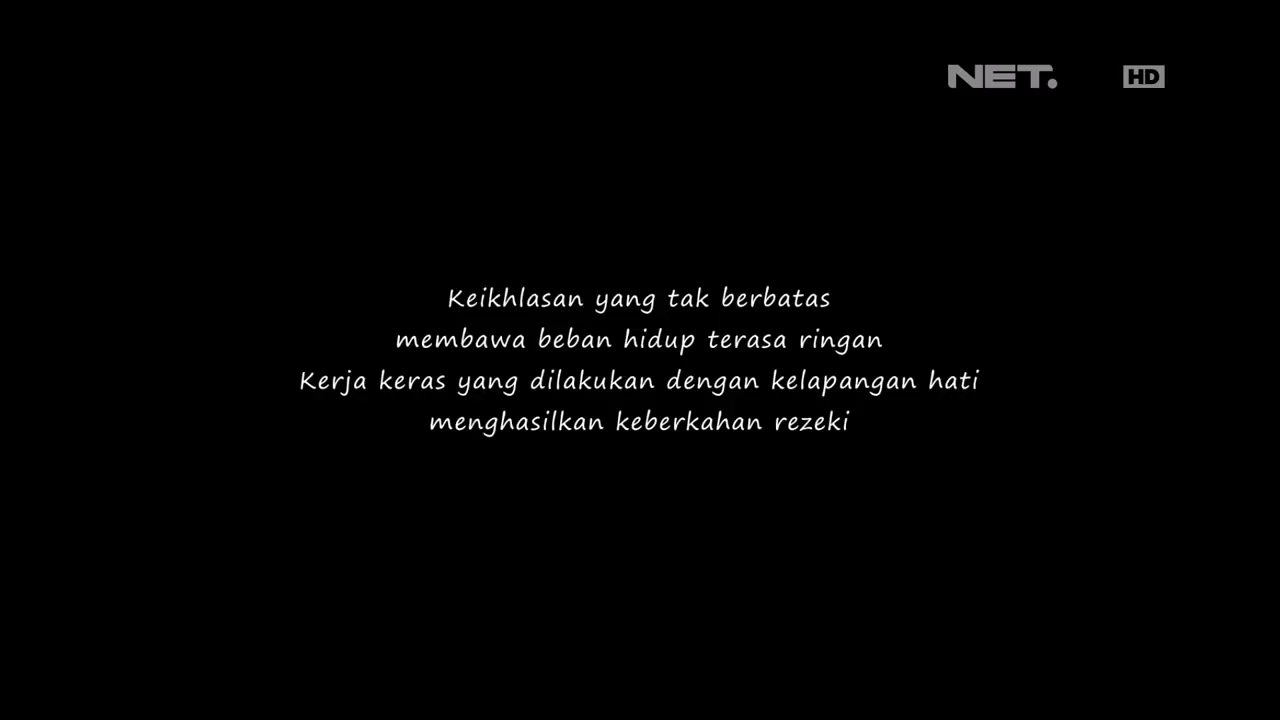 NET. HD
Keikhlasan yang tak berbatas
membawa beban hidup terasa ringan
Kerja keras yang dilakukan dengan kelapangan hati
menghasilkan keberkahan rezeki